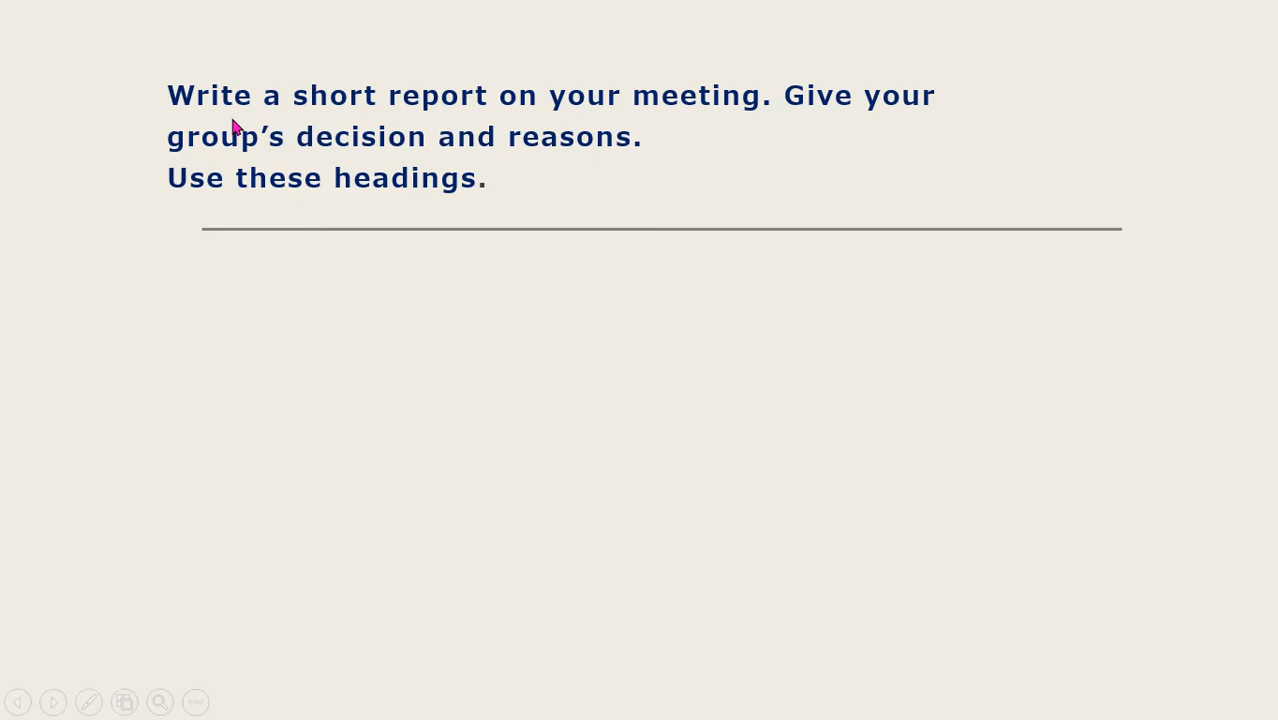 Write a short report on your meeting. Give your
group’s decision and reasons.
Use these headings.